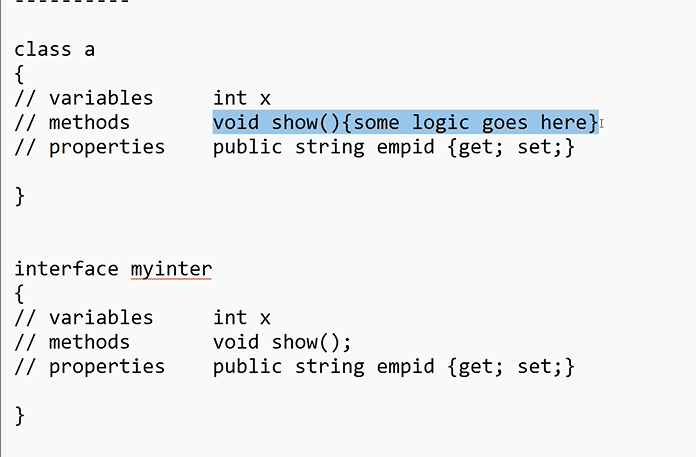 ----------
class a
{
// variables     int x
// methods       void show(){some logic goes here}
// properties    public string empid {get; set;}
}
interface myinter
{
// variables     int x
// methods       void show();
// properties    public string empid {get; set;}
}